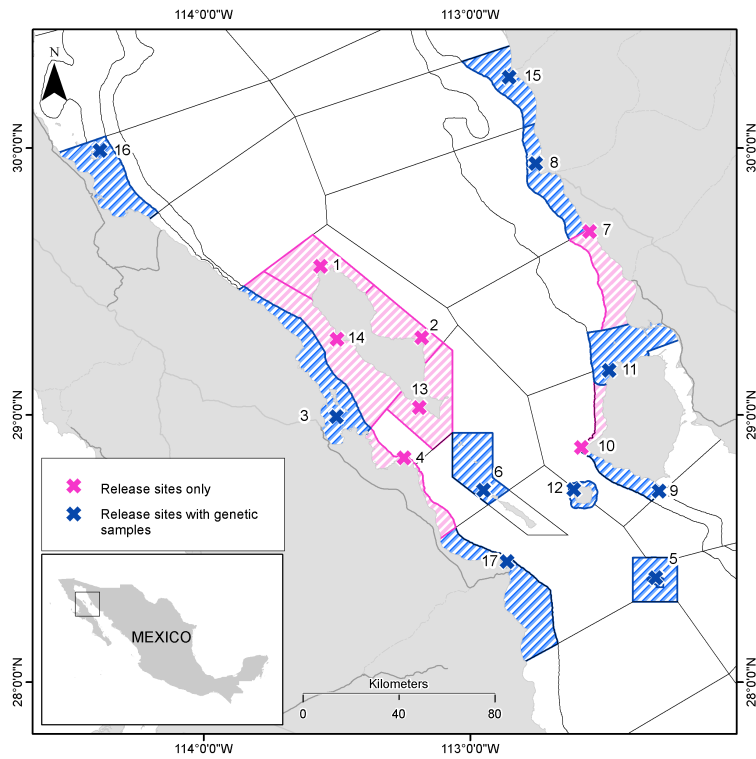 114°0'0"W
113°0'0"W
N
15
30°0'0"N
30°0'0"N
16
8
7
1
2
14
11
13
29°0'0"N
29°0'0"N
3
10
4
6
12
9
Release sites only
Release sites with genetic
samples
5
17
MEXICO
28°0'0"N
28°0'0"N
Kilometers
0
40
80
114°0'0"W
113°0'0"W